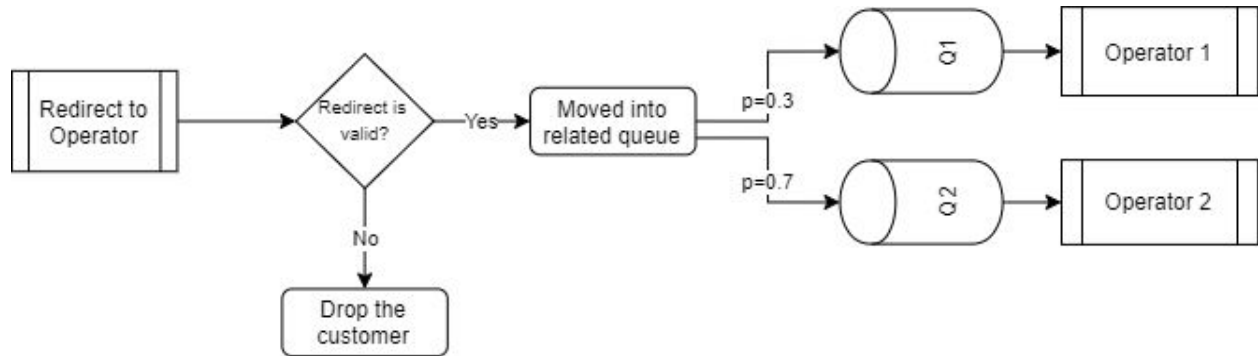 Redirect to
Operator
Redirect is
valid?
Yes
No
Drop the
customer
Moved into
related queue
p=0.3
p=0.7
Q1
Operator 1
Q2
Operator 2